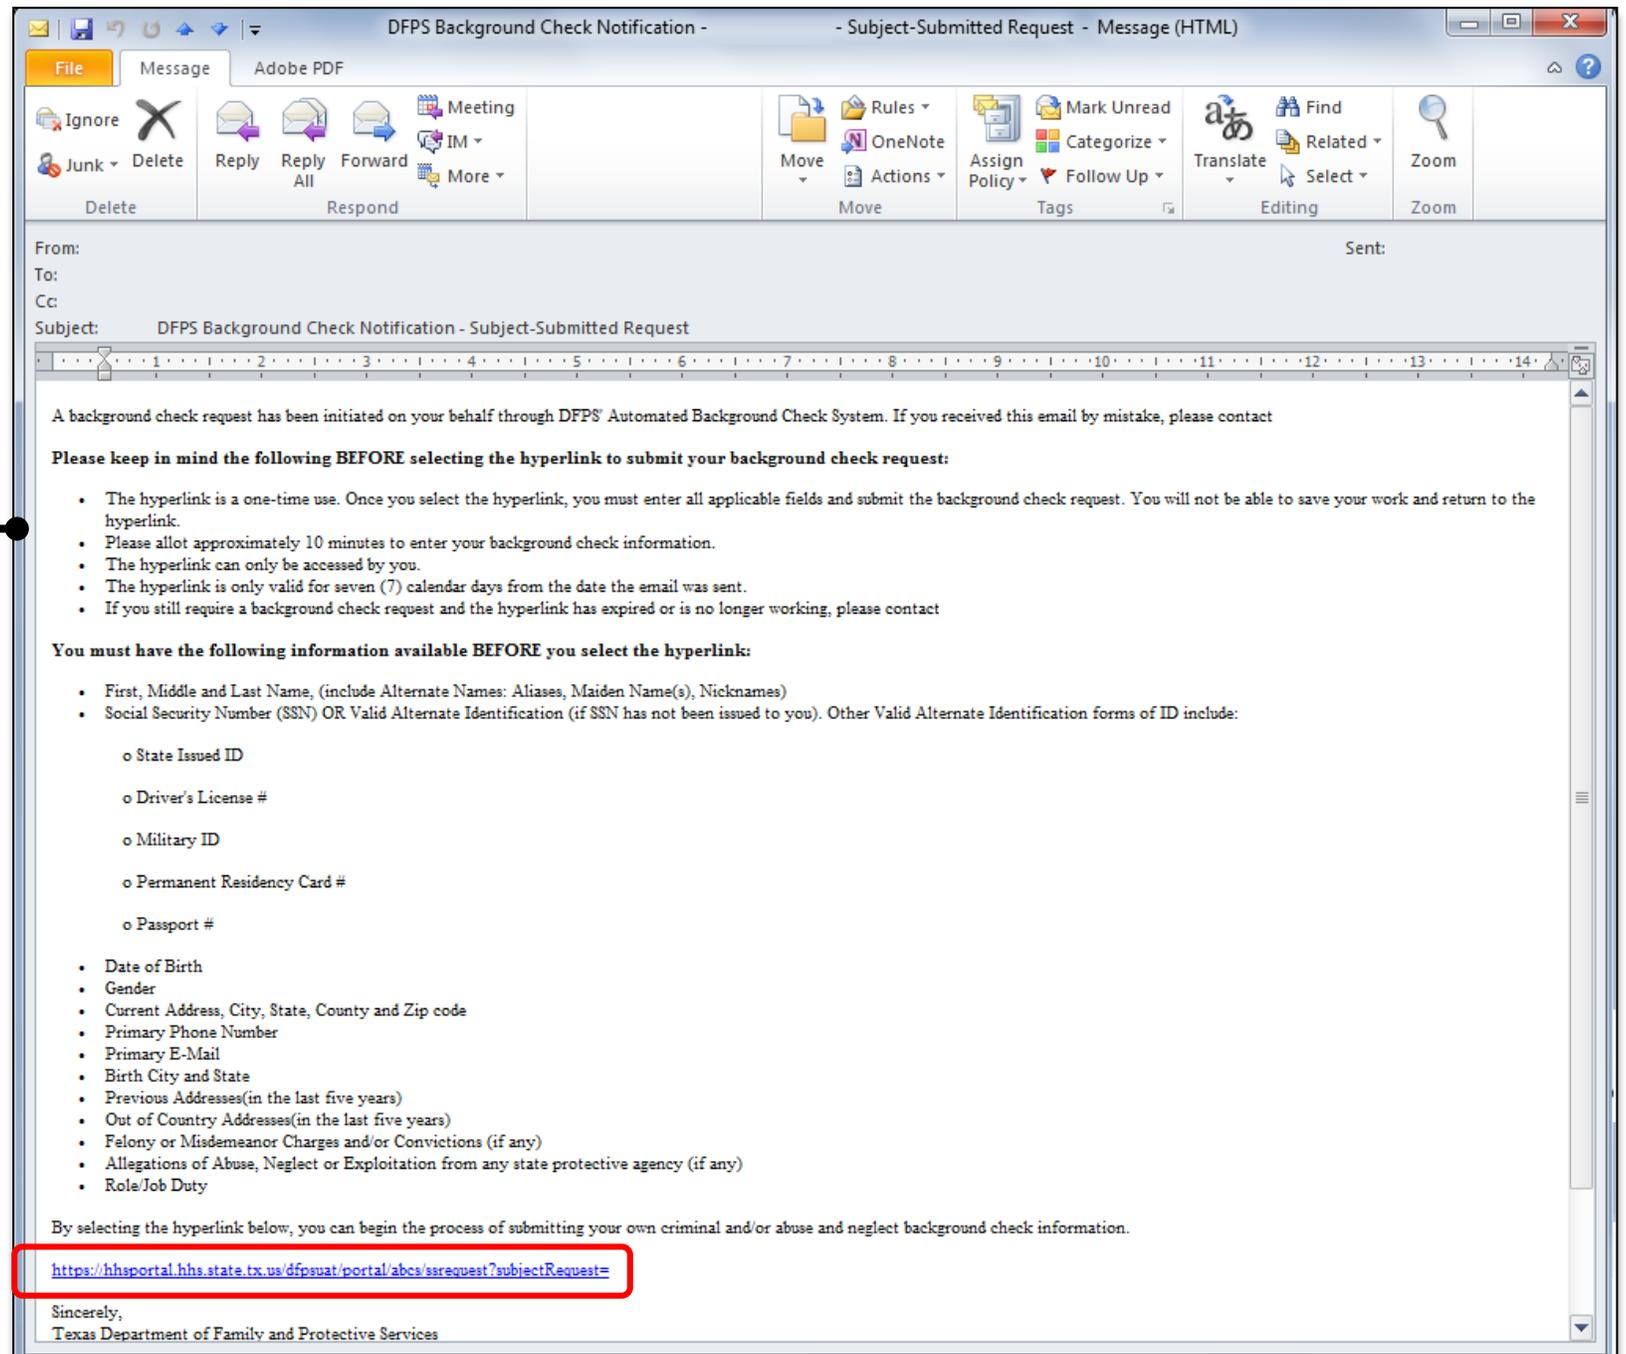 DFPS Background Check Notification - - Subject-Submitted Request - Message (HTML)
File Message Adobe PDF
Ignore
Junk
Delete
Delete
Reply
Reply All
Forward
Meeting
IM
More
Respond
Move
Rules
OneNote
Actions
Move
Assign Policy
Mark Unread
Categorize
Follow Up
Tags
Translate
Find
Related
Select
Editing
Zoom
Zoom
From: Sent:
To:
Cc:
Subject: DFPS Background Check Notification - Subject-Submitted Request
1 2 3 4 5 6 7 8 9 10 11 12 13 14
A background check request has been initiated on your behalf through DFPS' Automated Background Check System. If you received this email by mistake, please contact
Please keep in mind the following BEFORE selecting the hyperlink to submit your background check request:
• The hyperlink is a one-time use. Once you select the hyperlink, you must enter all applicable fields and submit the background check request. You will not be able to save your work and return to the
hyperlink.
• Please allot approximately 10 minutes to enter your background check information.
• The hyperlink can only be accessed by you.
• The hyperlink is only valid for seven (7) calendar days from the date the email was sent.
• If you still require a background check request and the hyperlink has expired or is no longer working, please contact
You must have the following information available BEFORE you select the hyperlink:
• First, Middle and Last Name, (include Alternate Names: Aliases, Maiden Name(s), Nicknames)
• Social Security Number (SSN) OR Valid Alternate Identification (if SSN has not been issued to you). Other Valid Alternate Identification forms of ID include:
o State Issued ID
o Driver's License #
o Military ID
o Permanent Residency Card #
o Passport #
• Date of Birth
• Gender
• Current Address, City, State, County and Zip code
• Primary Phone Number
• Primary E-Mail
• Birth City and State
• Previous Addresses(in the last five years)
• Out of Country Addresses(in the last five years)
• Felony or Misdemeanor Charges and/or Convictions (if any)
• Allegations of Abuse, Neglect or Exploitation from any state protective agency (if any)
• Role/Job Duty
By selecting the hyperlink below, you can begin the process of submitting your own criminal and/or abuse and neglect background check information.
https://hhsportal.hhs.state.tx.us/dfpsuat/portal/abcs/ssrequest?subjectRequest=
Sincerely,
Texas Department of Family and Protective Services